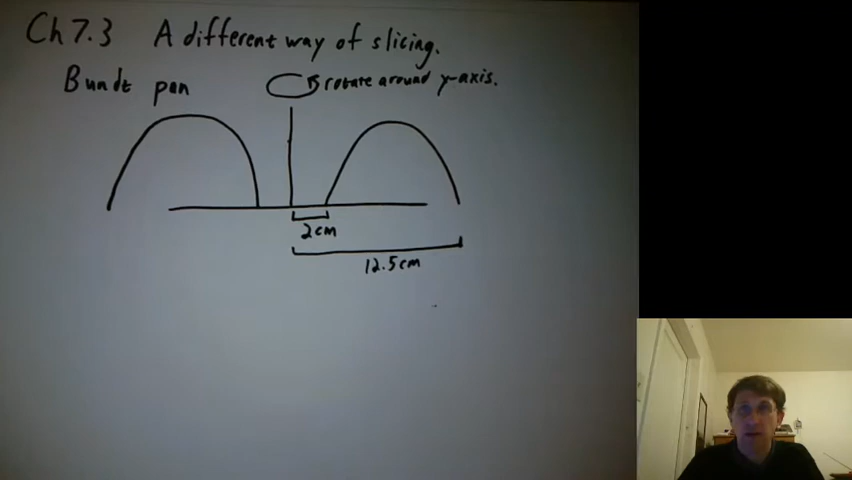 Ch 7.3 A different way of slicing.
Bundt pan rotate around y-axis.
2cm
12.5cm